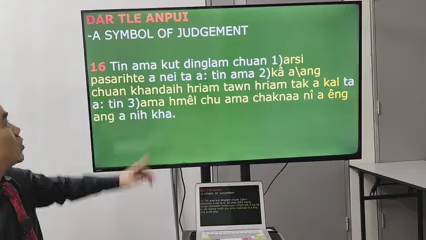 DAR TLE ANPUI
-A SYMBOL OF JUDGEMENT
16 Tin ama kut dinglam chuan 1)arsi
pasarihte a nei ta a: tin ama 2)kâ a\ang
chuan khandaih hriam tawn hriam tak a kal ta
a: tin 3)ama hmêl chu ama chaknaa nî a êng
ang a nih kha.